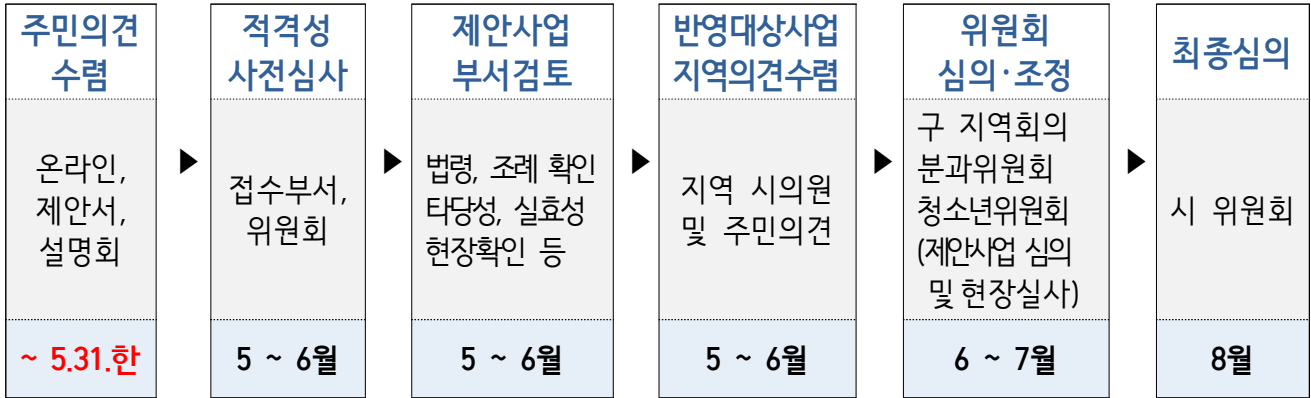 주민의견
수렴
온라인,
제안서,
설명회
~ 5.31.한
▶
적격성
사전심사
접수부서,
위원회
5 ~ 6월
▶
제안사업
부서검토
법령, 조례 확인
타당성, 실효성
현장확인 등
5 ~ 6월
▶
반영대상사업
지역의견수렴
지역 시의원
및 주민의견
5 ~ 6월
▶
위원회
심의·조정
구 지역회의
분과위원회
청소년위원회
(제안사업 심의
및 현장실사)
6 ~ 7월
▶
최종심의
시 위원회
8월